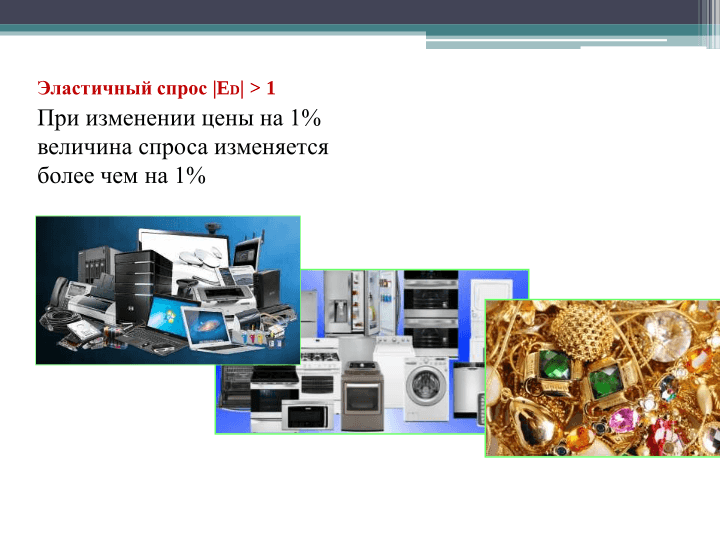 Эластичный спрос |ED| > 1
При изменении цены на 1%
величина спроса изменяется
более чем на 1%